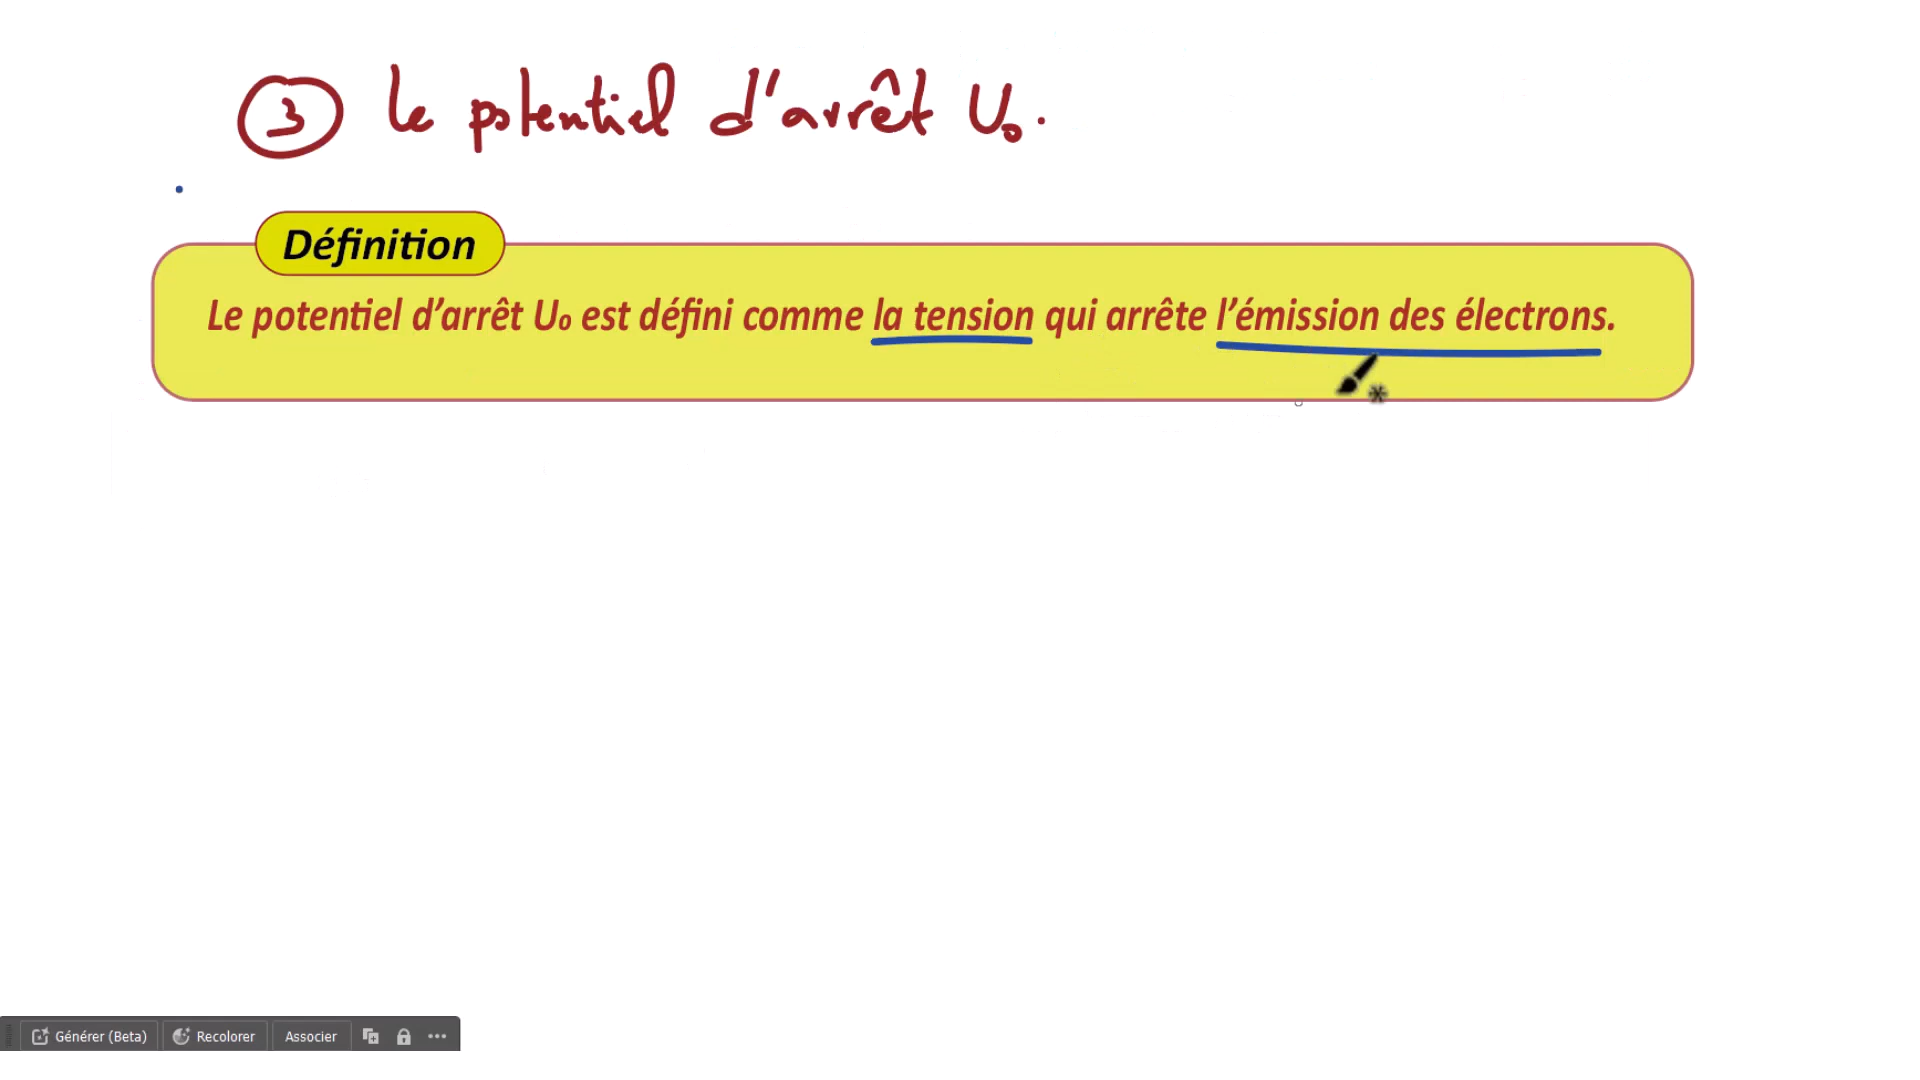 3 le potentiel d'arrêt U₀.
Définition
Le potentiel d’arrêt U₀ est défini comme la tension qui arrête l’émission des électrons.
Générer (Beta) Recolorer Associer